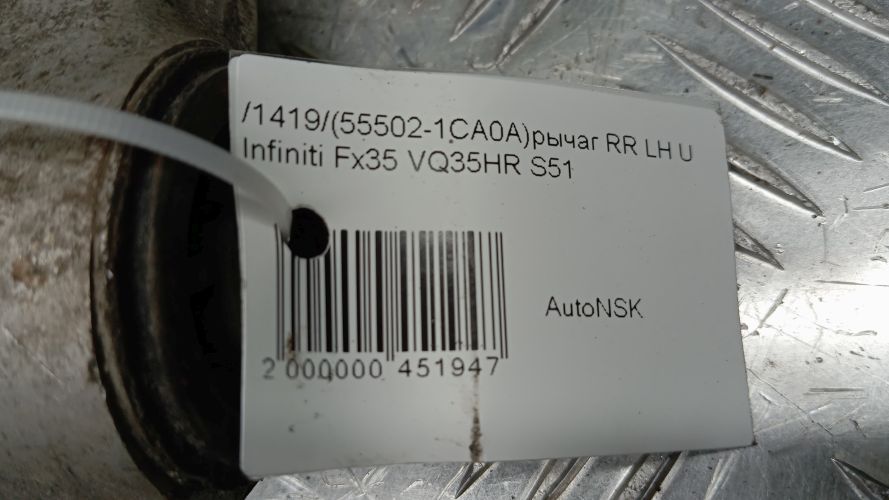 /1419/(55502-1CA0A)рычаг RR LH U
Infiniti Fx35 VQ35HR S51
AutoNSK
2 000000 451947